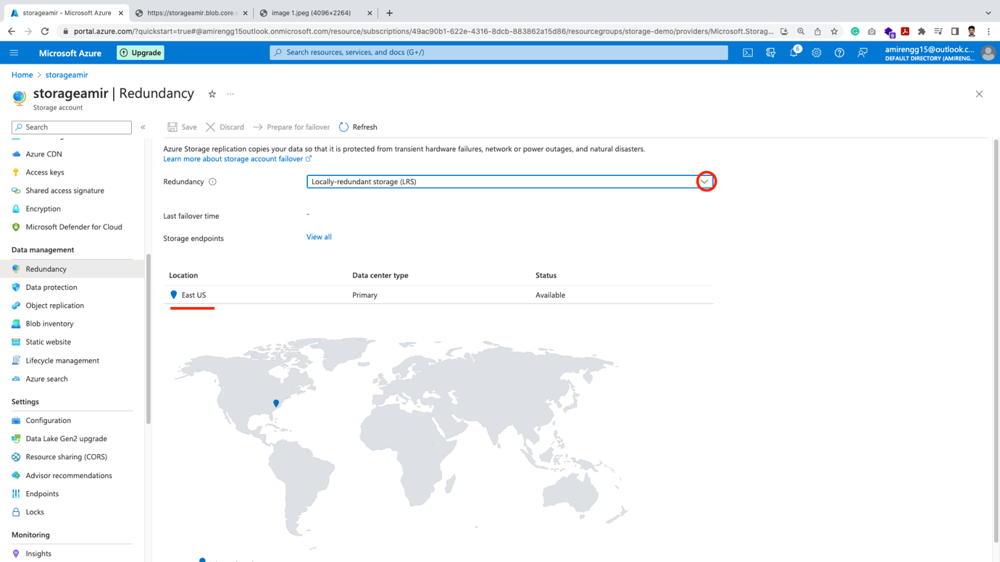 storageamir - Microsoft Azure
https://storageamir.blob.core.v
image 1.jpeg (4096×2264)
portal.azure.com/?quickstart=true#@amirengg15outlook.onmicrosoft.com/resource/subscriptions/49ac90b1-622e-4316-8dcb-883862a15d86/resourcegroups/storage-demo/providers/Microsoft.Storag...
9
Microsoft Azure
Upgrade
Search resources, services, and docs (G+/)
6
amirengg15@outlook.c...
DEFAULT DIRECTORY (AMIRENG...
Home > storageamir
storageamir | Redundancy
Storage account
Search
Save
Discard
Prepare for failover
Refresh
Azure CDN
Access keys
Shared access signature
Encryption
Microsoft Defender for Cloud
Data management
Redundancy
Data protection
Object replication
Blob inventory
Static website
Lifecycle management
Azure search
Settings
Configuration
Data Lake Gen2 upgrade
Resource sharing (CORS)
Advisor recommendations
Endpoints
Locks
Monitoring
Insights
Azure Storage replication copies your data so that it is protected from transient hardware failures, network or power outages, and natural disasters.
Learn more about storage account failover
Redundancy
Locally-redundant storage (LRS)
Last failover time
-
Storage endpoints
View all
Location
Data center type
Status
East US
Primary
Available